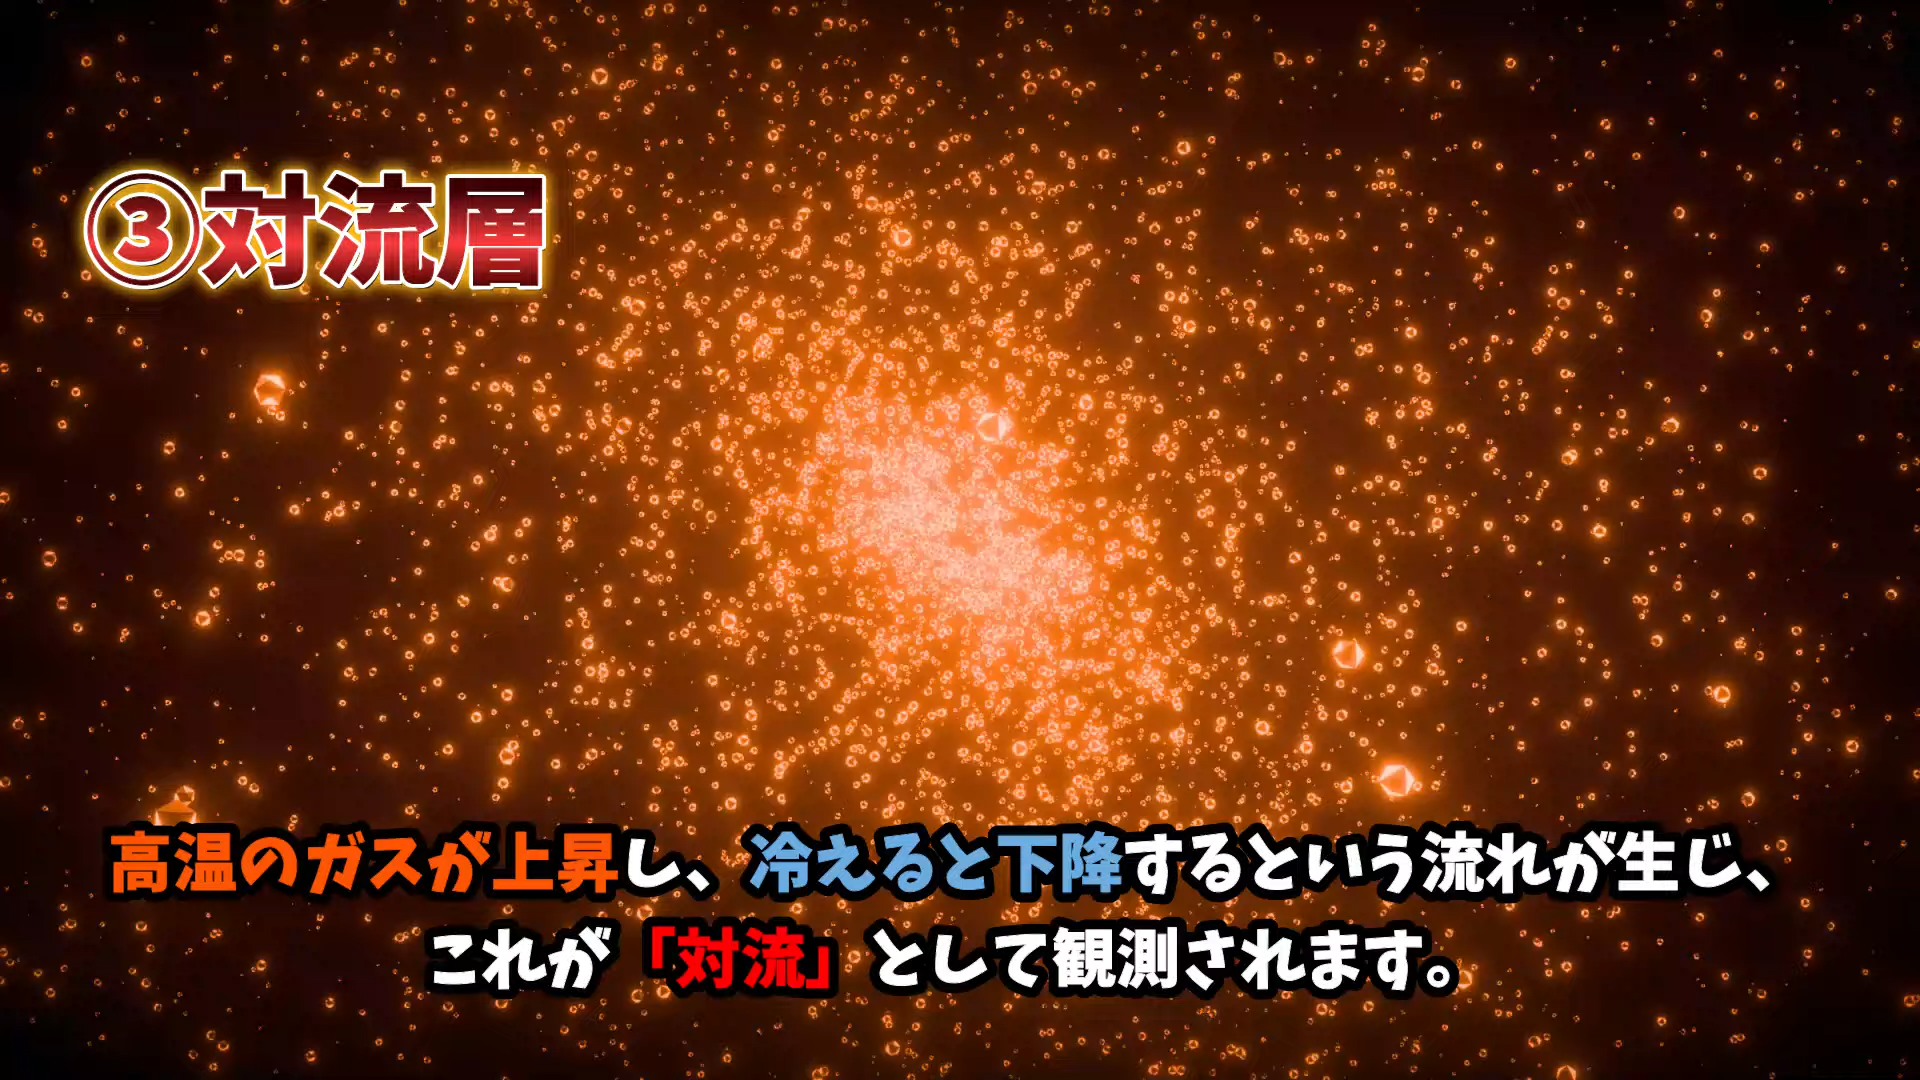 ③対流層
高温のガスが上昇し、冷えると下降するという流れが生じ、
これが「対流」として観測されます。